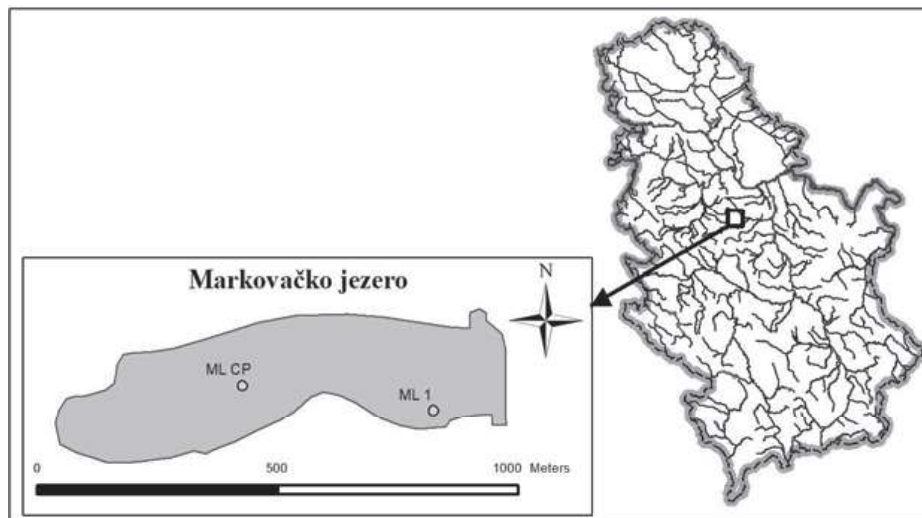 Markovačko jezero
N
ML CP
ML 1
0 500 1000 Meters